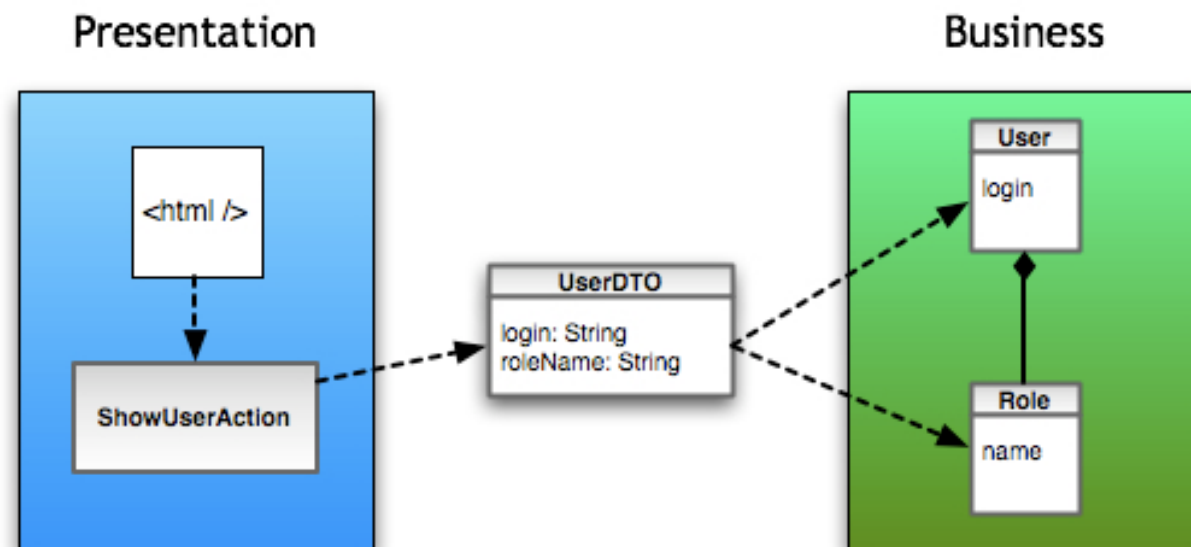 Presentation
Business
<html />
ShowUserAction
UserDTO
login: String
roleName: String
User
login
Role
name